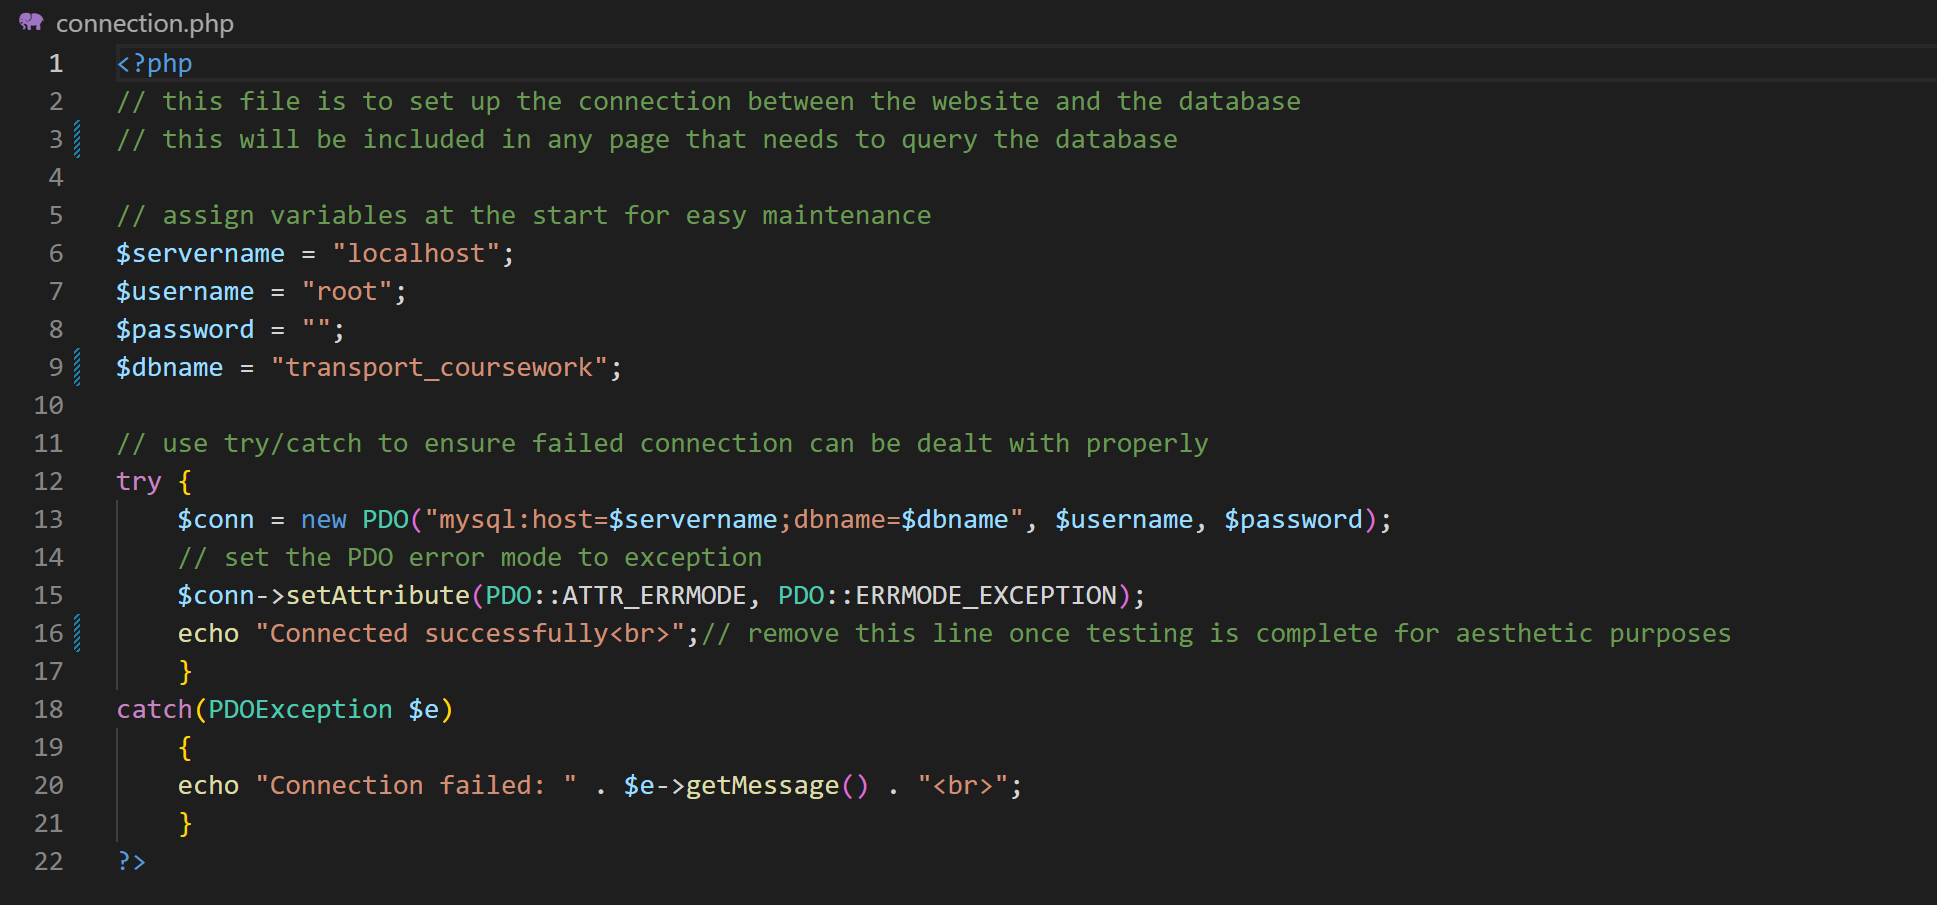 connection.php
1 <?php
2 // this file is to set up the connection between the website and the database
3 // this will be included in any page that needs to query the database
4
5 // assign variables at the start for easy maintenance
6 $servername = "localhost";
7 $username = "root";
8 $password = "";
9 $dbname = "transport_coursework";
10
11 // use try/catch to ensure failed connection can be dealt with properly
12 try {
13     $conn = new PDO("mysql:host=$servername;dbname=$dbname", $username, $password);
14     // set the PDO error mode to exception
15     $conn->setAttribute(PDO::ATTR_ERRMODE, PDO::ERRMODE_EXCEPTION);
16     echo "Connected successfully<br>";// remove this line once testing is complete for aesthetic purposes
17     }
18 catch(PDOException $e)
19     {
20     echo "Connection failed: " . $e->getMessage() . "<br>";
21     }
22 ?>